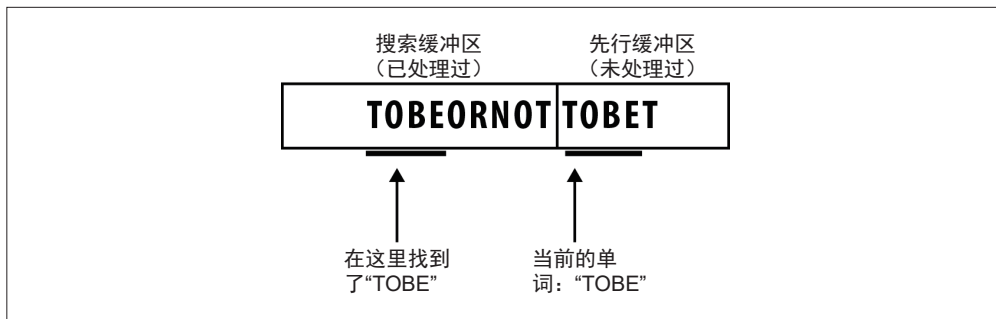 搜索缓冲区
（已处理过）
先行缓冲区
（未处理过）
TOBEORNOT TOBET
在这里找到
了“TOBE”
当前的单
词：“TOBE”